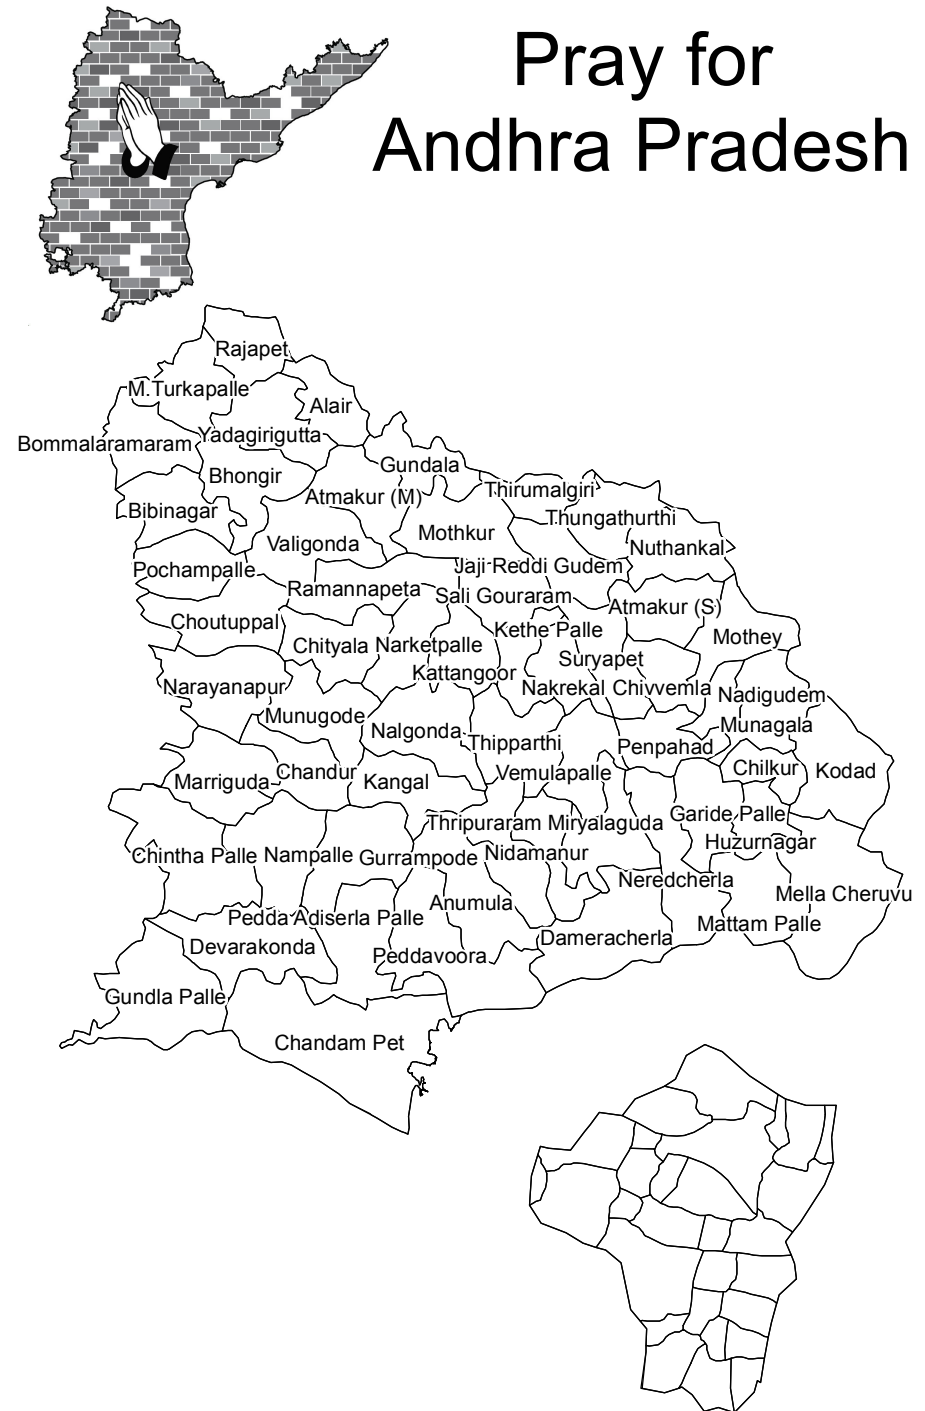 Pray for
Andhra Pradesh
Rajapet
M.Turkapalle
Alair
Bommalaramaram
Yadagirigutta
Gundala
Bhongir
Atmakur (M)
Thirumalgiri
Bibinagar
Thungathurthi
Mothkur
Valigonda
Nuthankal
Pochampalle
Jaji-Reddi Gudem
Ramannapeta
Sali Gouraram
Atmakur (S)
Choutuppal
Kethe Palle
Mothey
Chityala
Narketpalle
Suryapet
Kattangoor
Narayanapur
Nakrekal
Chivvemla
Nadigudem
Munugode
Munagala
Nalgonda
Thipparthi
Penpahad
Chandur
Vemulapalle
Chilkur
Kodad
Marriguda
Kangal
Garide Palle
Thripuraram
Miryalaguda
Huzurnagar
Chintha Palle
Nampalle
Gurrampode
Nidamanur
Neredcherla
Mella Cheruvu
Anumula
Pedda Adiserla Palle
Mattam Palle
Devarakonda
Dameracherla
Peddavoora
Gundla Palle
Chandam Pet